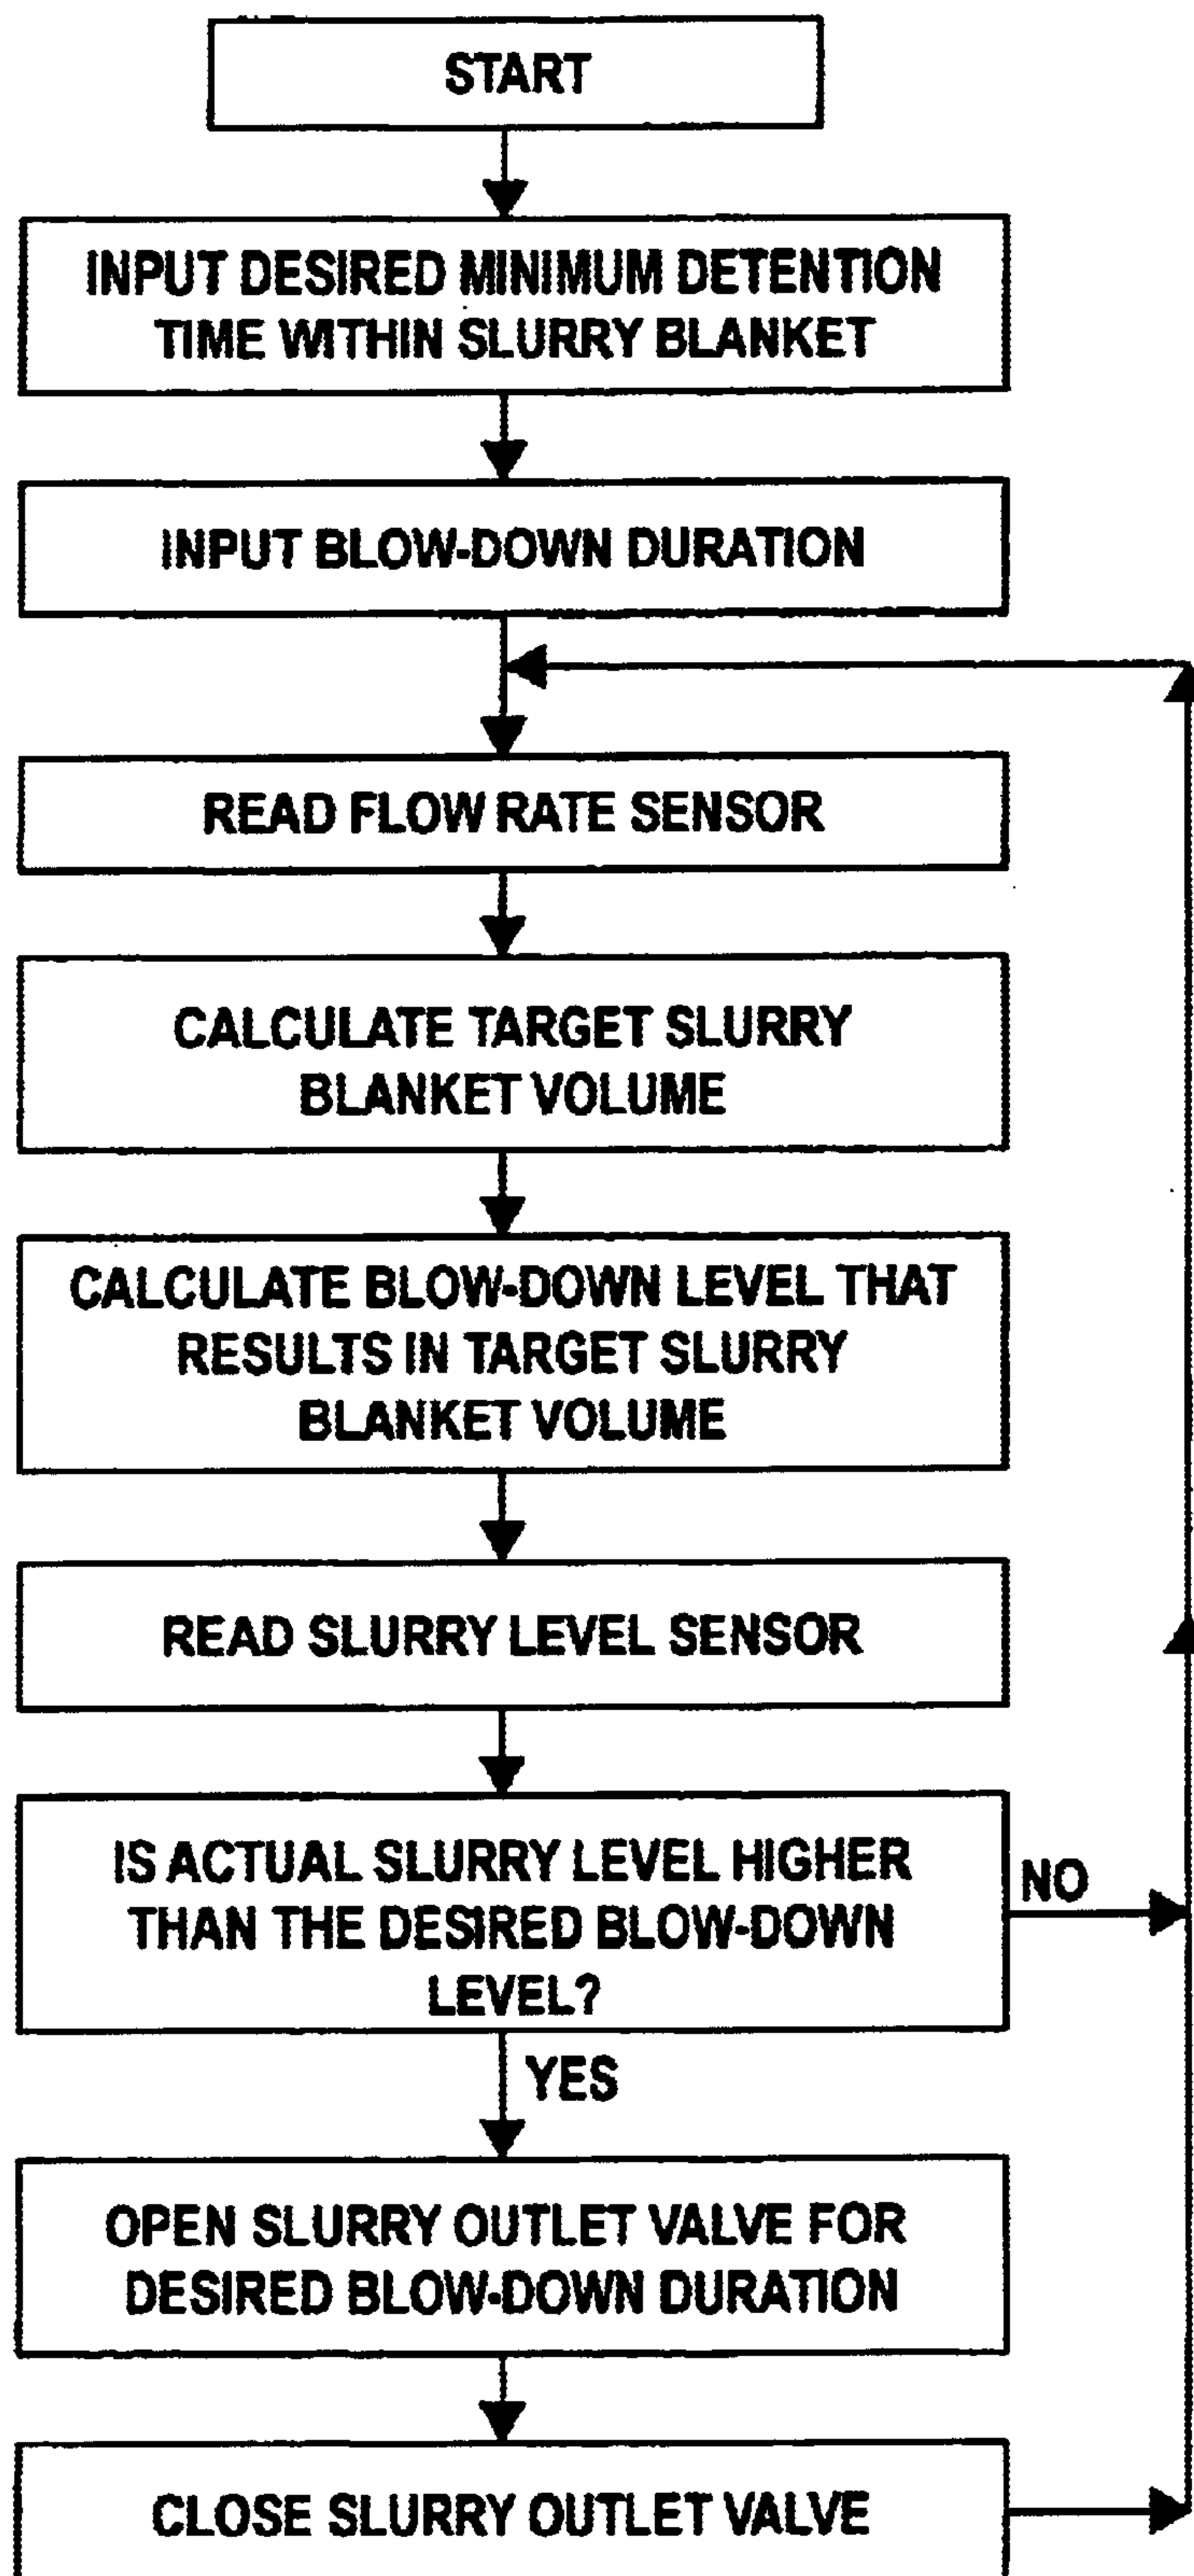 START
INPUT DESIRED MINIMUM DETENTION
TIME WITHIN SLURRY BLANKET
INPUT BLOW-DOWN DURATION
READ FLOW RATE SENSOR
CALCULATE TARGET SLURRY
BLANKET VOLUME
CALCULATE BLOW-DOWN LEVEL THAT
RESULTS IN TARGET SLURRY
BLANKET VOLUME
READ SLURRY LEVEL SENSOR
IS ACTUAL SLURRY LEVEL HIGHER
THAN THE DESIRED BLOW-DOWN
LEVEL?
NO
YES
OPEN SLURRY OUTLET VALVE FOR
DESIRED BLOW-DOWN DURATION
CLOSE SLURRY OUTLET VALVE